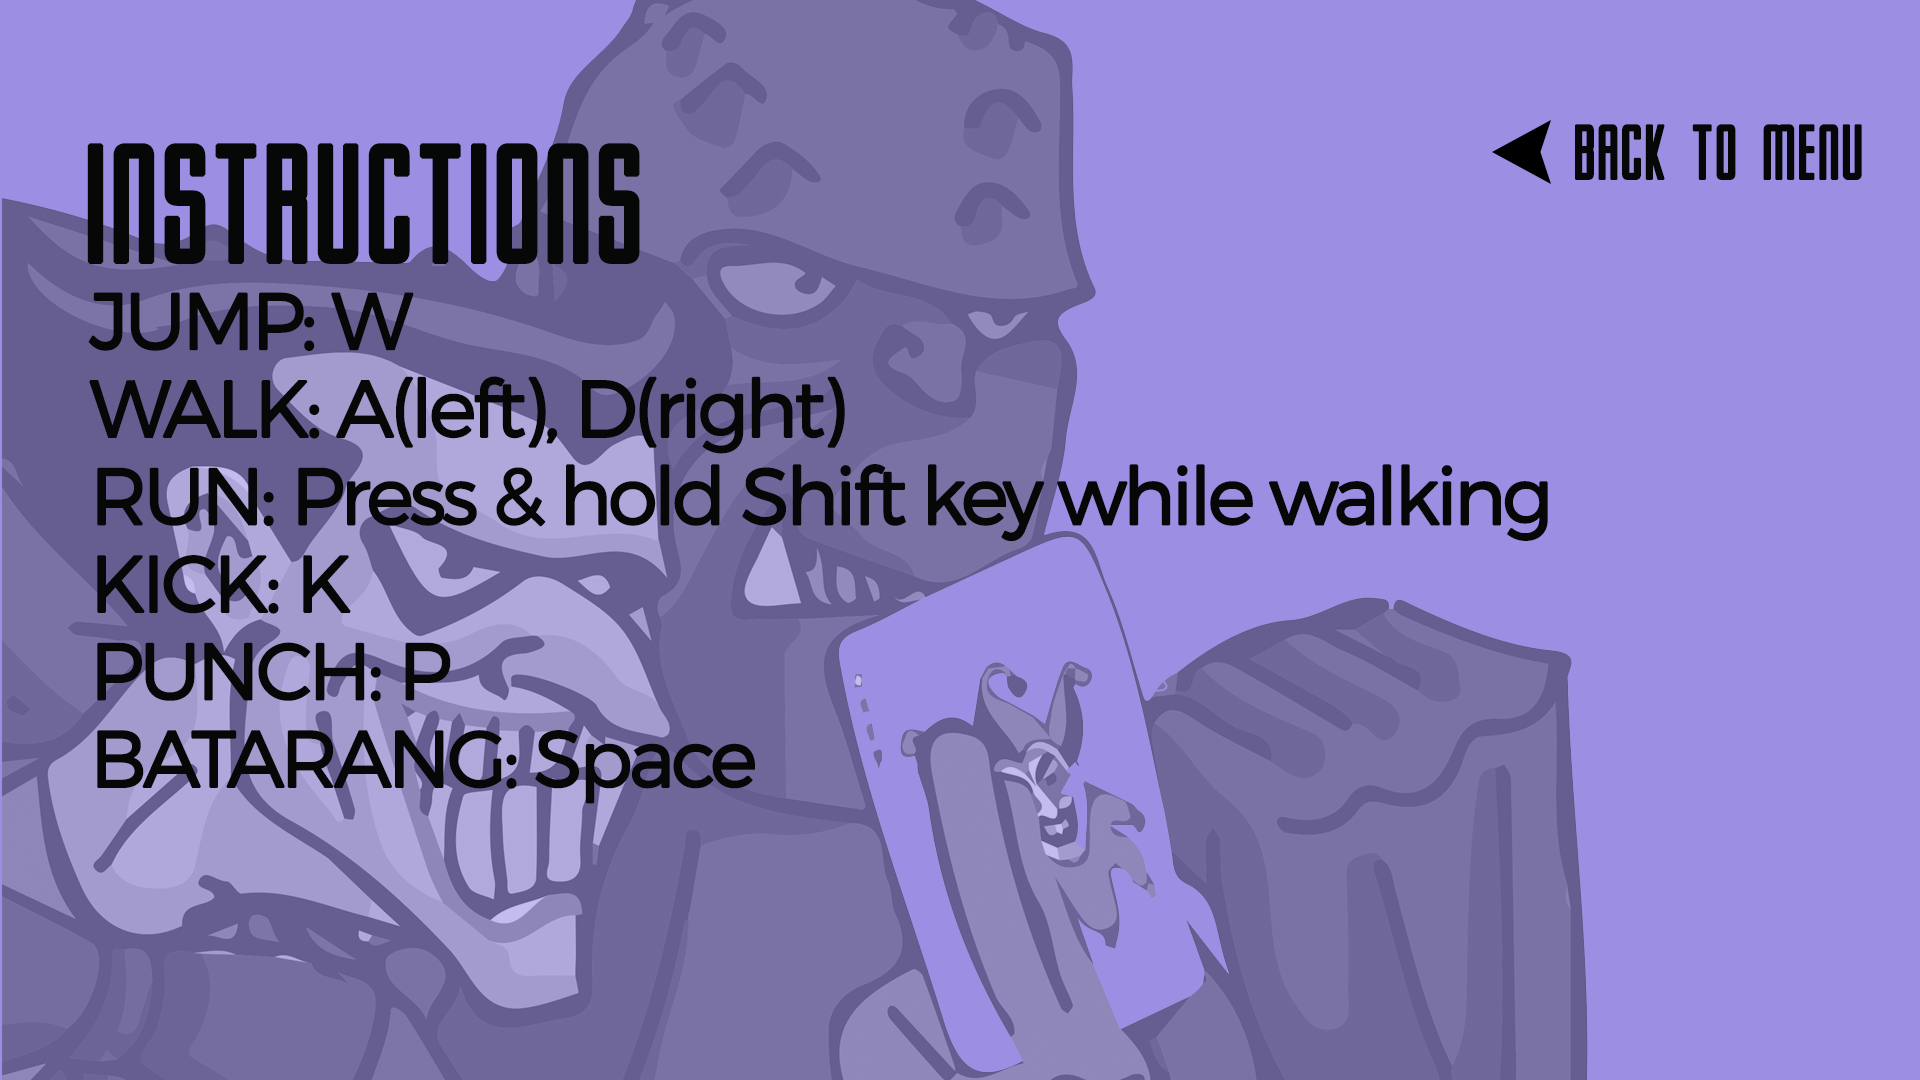 INSTRUCTIONS
BACK TO MENU
JUMP: W
WALK: A(left), D(right)
RUN: Press & hold Shift key while walking
KICK: K
PUNCH: P
BATARANG: Space